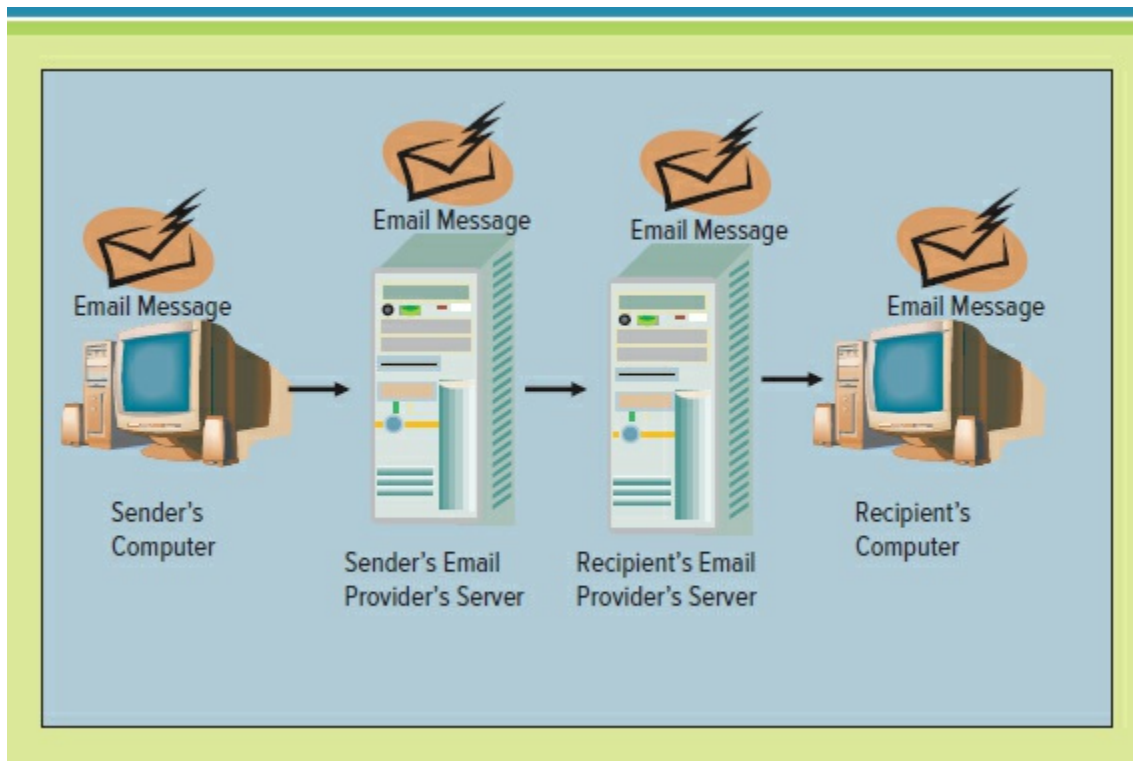 Email Message
Sender's
Computer
Email Message
Sender's Email
Provider's Server
Email Message
Recipient's Email
Provider's Server
Email Message
Recipient's
Computer